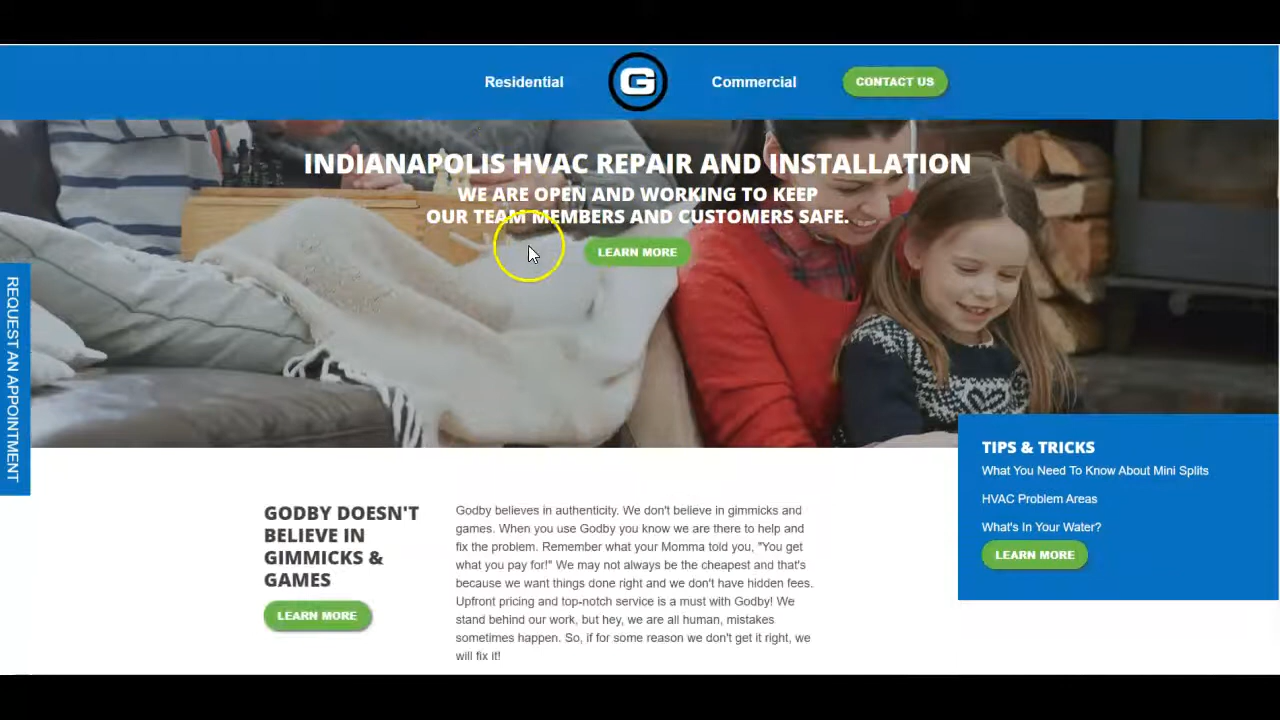 Residential
G
Commercial
CONTACT US
INDIANAPOLIS HVAC REPAIR AND INSTALLATION
WE ARE OPEN AND WORKING TO KEEP
OUR TEAM MEMBERS AND CUSTOMERS SAFE.
LEARN MORE
REQUEST AN APPOINTMENT
TIPS & TRICKS
What You Need To Know About Mini Splits
HVAC Problem Areas
What's In Your Water?
LEARN MORE
GODBY DOESN'T
BELIEVE IN
GIMMICKS &
GAMES
LEARN MORE
Godby believes in authenticity. We don't believe in gimmicks and
games. When you use Godby you know we are there to help and
fix the problem. Remember what your Momma told you, "You get
what you pay for!" We may not always be the cheapest and that's
because we want things done right and we don't have hidden fees.
Upfront pricing and top-notch service is a must with Godby! We
stand behind our work, but hey, we are all human, mistakes
sometimes happen. So, if for some reason we don't get it right, we
will fix it!